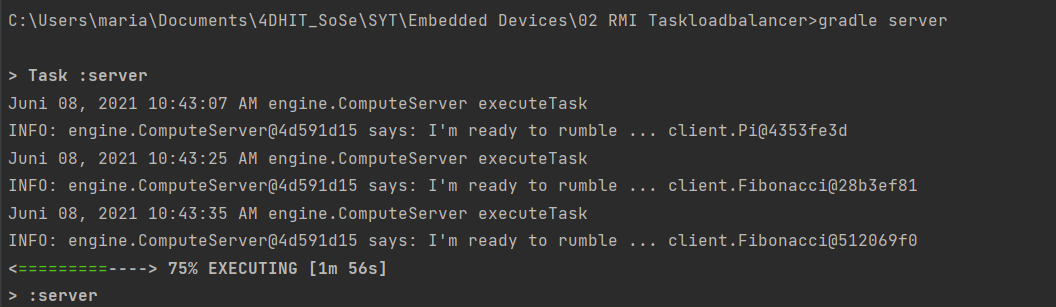 C:\Users\maria\Documents\4DHIT_SoSe\SYT\Embedded Devices\02 RMI Taskloadbalancer>gradle server
> Task :server
Juni 08, 2021 10:43:07 AM engine.ComputeServer executeTask
INFO: engine.ComputeServer@4d591d15 says: I'm ready to rumble ... client.Pi@4353fe3d
Juni 08, 2021 10:43:25 AM engine.ComputeServer executeTask
INFO: engine.ComputeServer@4d591d15 says: I'm ready to rumble ... client.Fibonacci@28b3ef81
Juni 08, 2021 10:43:35 AM engine.ComputeServer executeTask
INFO: engine.ComputeServer@4d591d15 says: I'm ready to rumble ... client.Fibonacci@512069f0
<=========----> 75% EXECUTING [1m 56s]
> :server